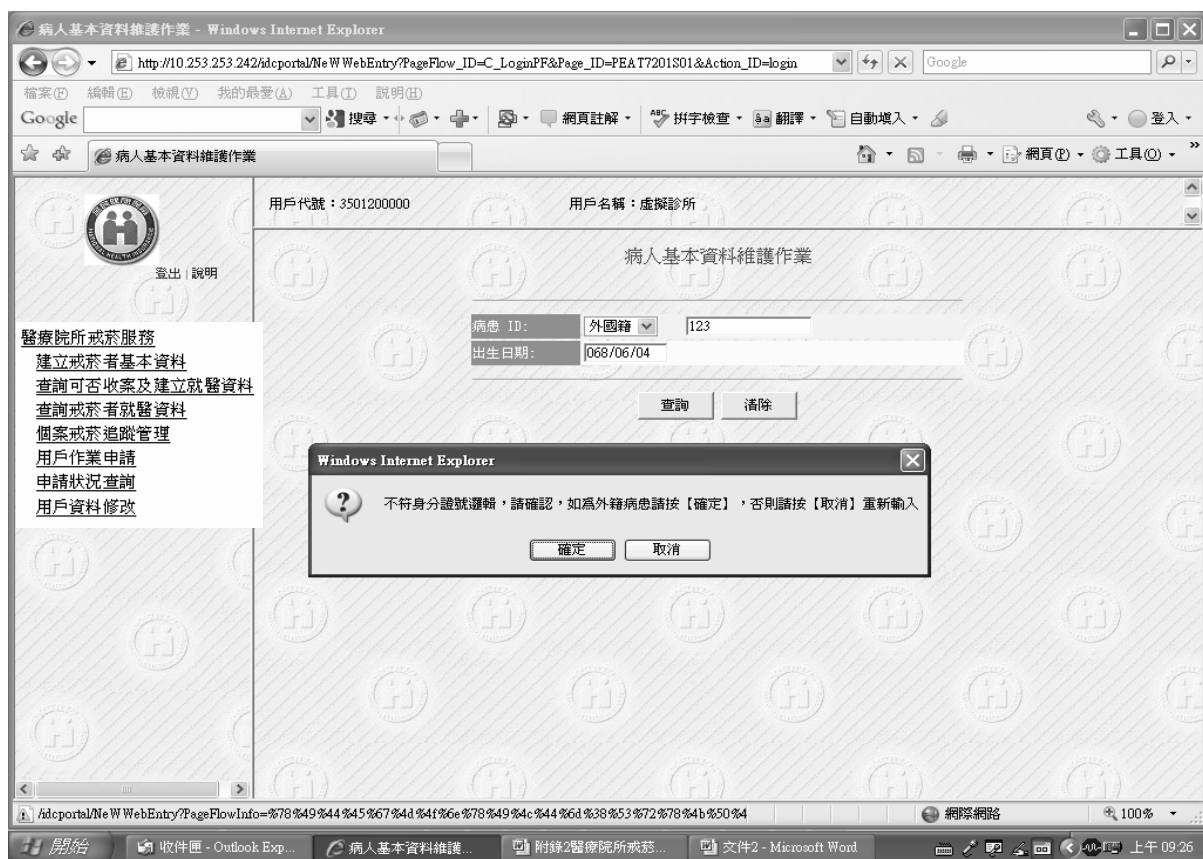 病人基本資料維護作業 - Windows Internet Explorer
http://10.253.253.242/idcportal/NeWWebEntry?PageFlow_ID=C_LoginPF&Page_ID=PEAT7201S01&Action_ID=login
Google
檔案(F) 編輯(E) 檢視(V) 我的最愛(A) 工具(T) 說明(H)
Google 搜尋 網頁註解 拼字檢查 翻譯 自動填入 登入
病人基本資料維護作業 網頁(P) 工具(O)
用戶代號:3501200000 用戶名稱:虛擬診所
NATIONAL HEALTH INSURANCE
登出 | 說明
病人基本資料維護作業
病患 ID: 外國籍 123
出生日期: 068/06/04
查詢 清除
醫療院所戒菸服務
建立戒菸者基本資料
查詢可否收案及建立就醫資料
查詢戒菸者就醫資料
個案戒菸追蹤管理
用戶作業申請
申請狀況查詢
用戶資料修改
Windows Internet Explorer
不符身分證號邏輯,請確認,如為外籍病患請按【確定】,否則請按【取消】重新輸入
確定 取消
/idcportal/NeWWebEntry?PageFlowInfo=%78%49%44%45%67%4d%4f%6e%78%49%4c%44%6d%38%53%72%78%4b%50%4
網際網路 100%
開始 收件匣 - Outlook Exp... 病人基本資料維護... 附錄2醫療院所戒菸... 文件2 - Microsoft Word 上午 09:26